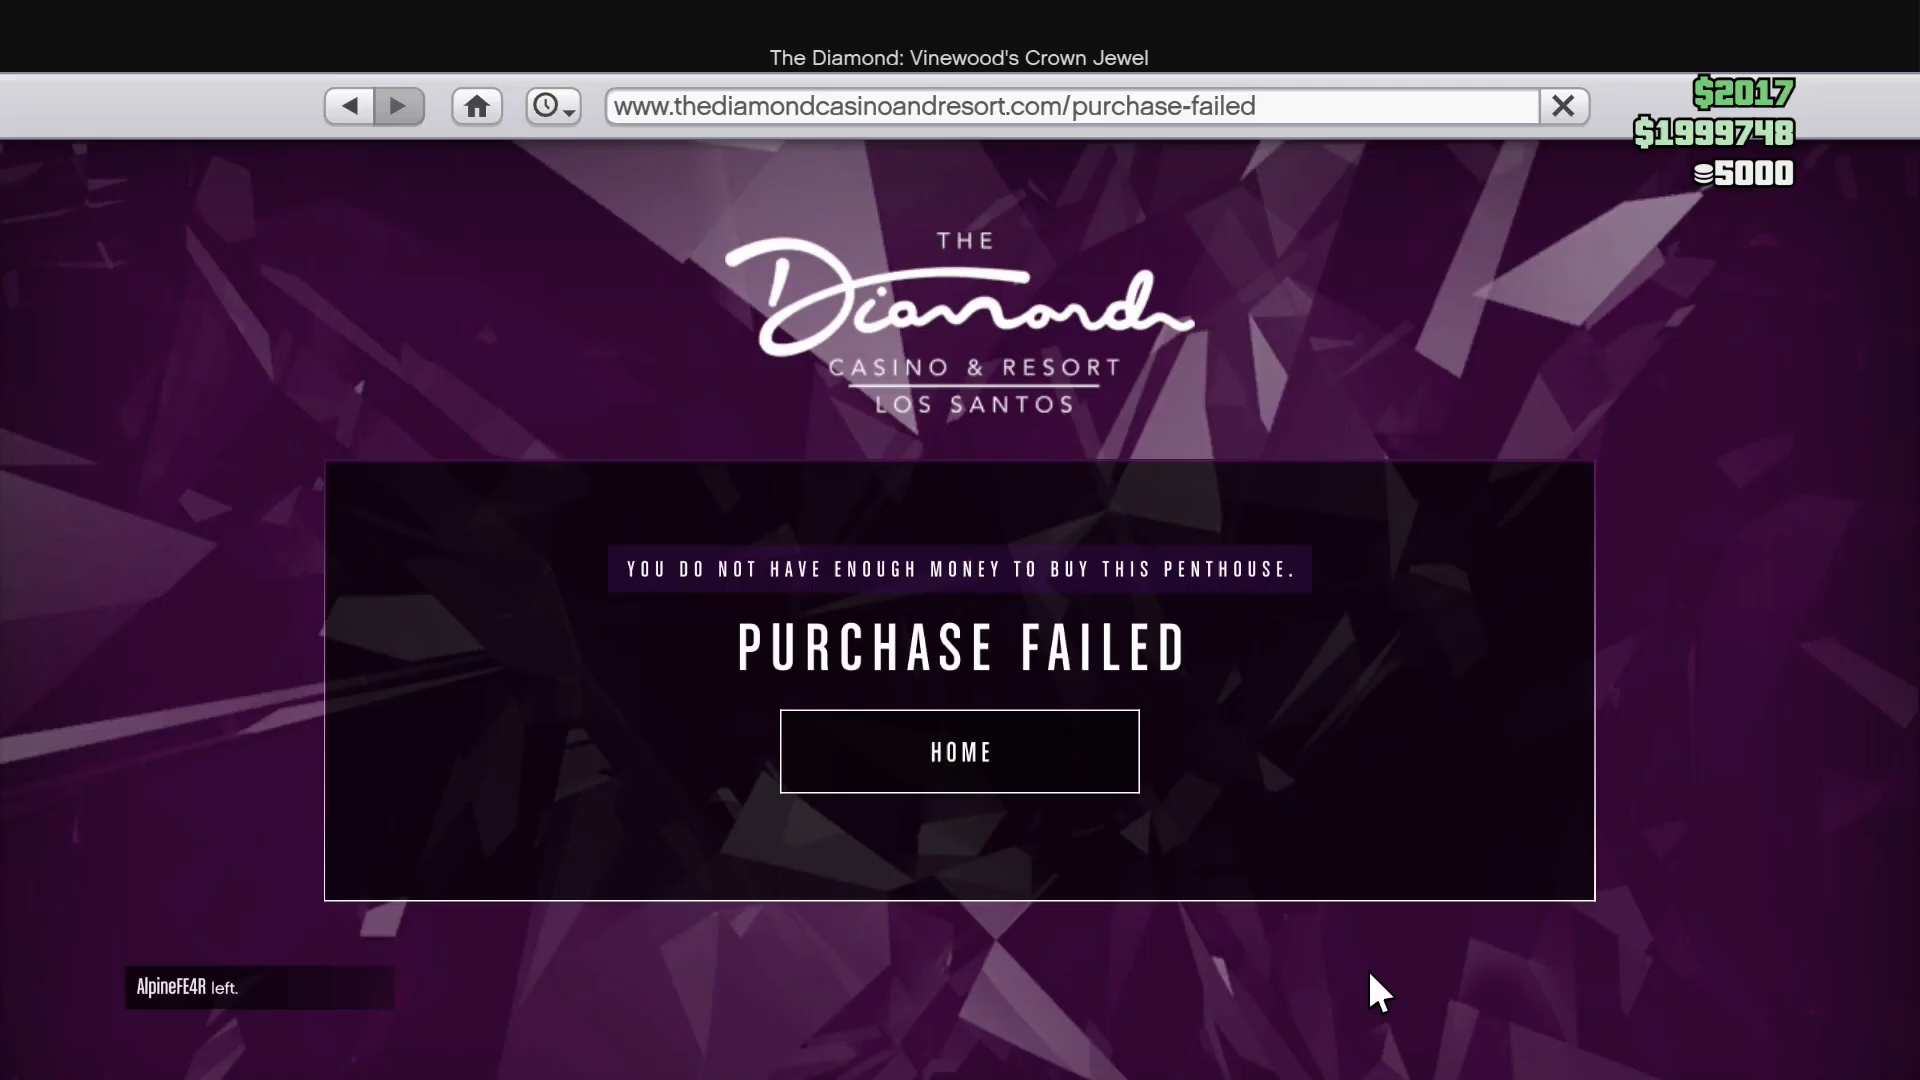 The Diamond: Vinewood's Crown Jewel
www.thediamondcasinoandresort.com/purchase-failed
$2017
$1999748
5000
THE
Diamond
CASINO & RESORT
LOS SANTOS
YOU DO NOT HAVE ENOUGH MONEY TO BUY THIS PENTHOUSE.
PURCHASE FAILED
HOME
AlpineFE4R left.